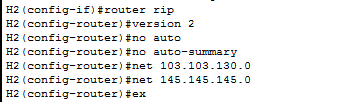 H2(config-if)#router rip
H2(config-router)#version 2
H2(config-router)#no auto
H2(config-router)#no auto-summary
H2(config-router)#net 103.103.130.0
H2(config-router)#net 145.145.145.0
H2(config-router)#ex